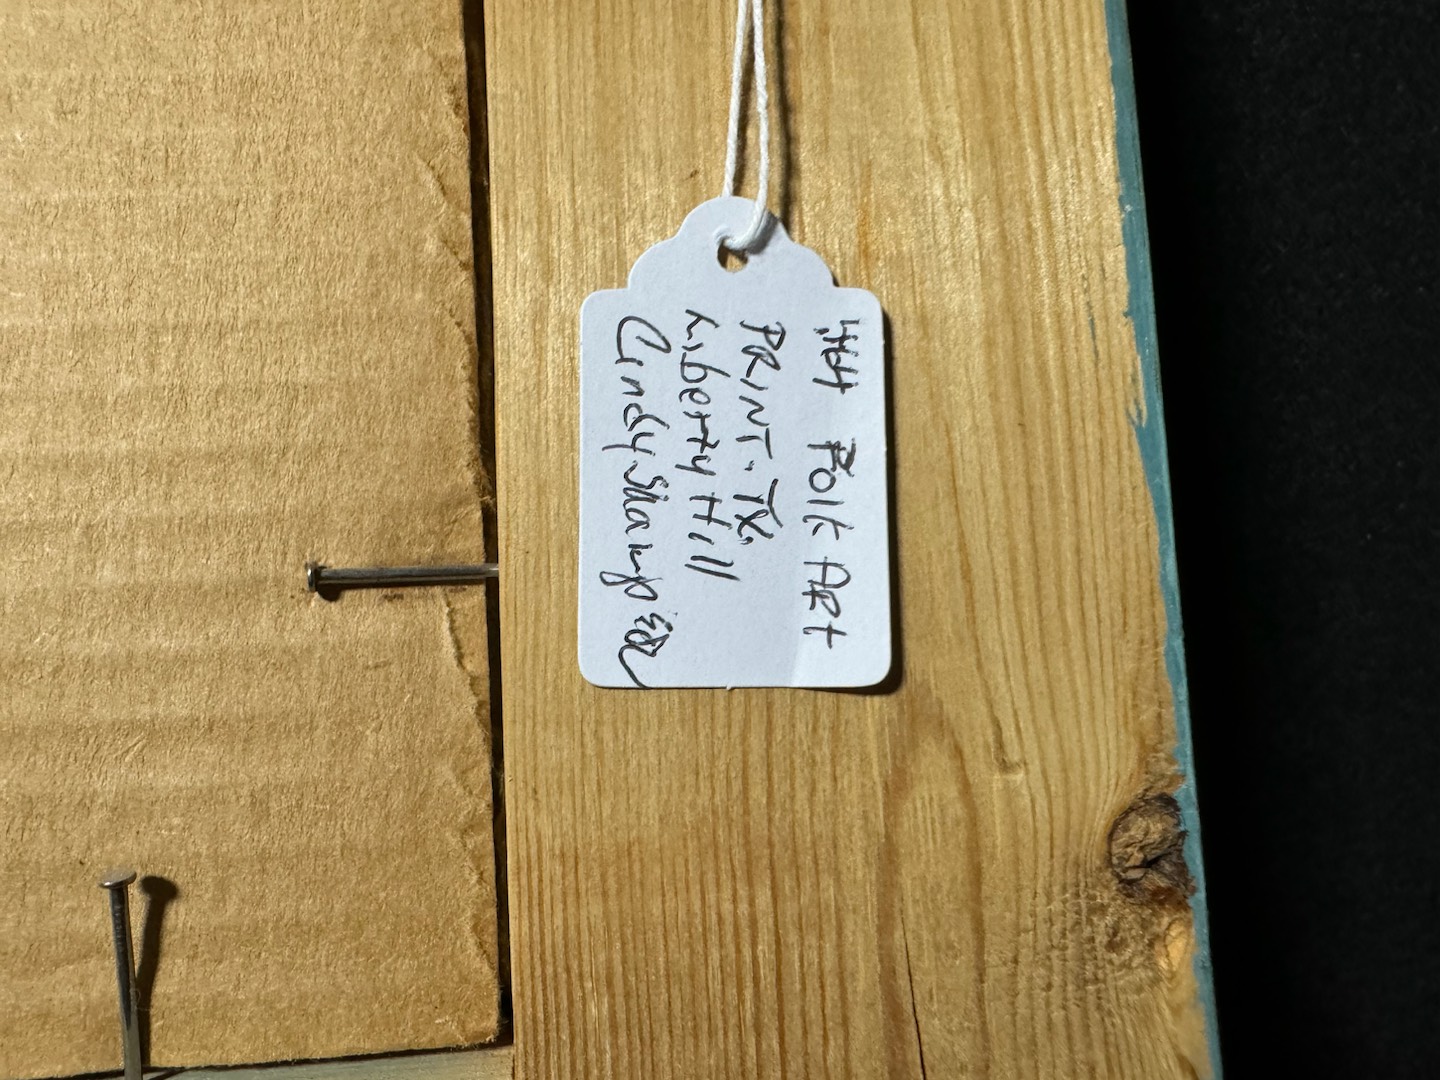 Folk ART
PRINT. TX.
Liberty Hill
Cindy Sharp